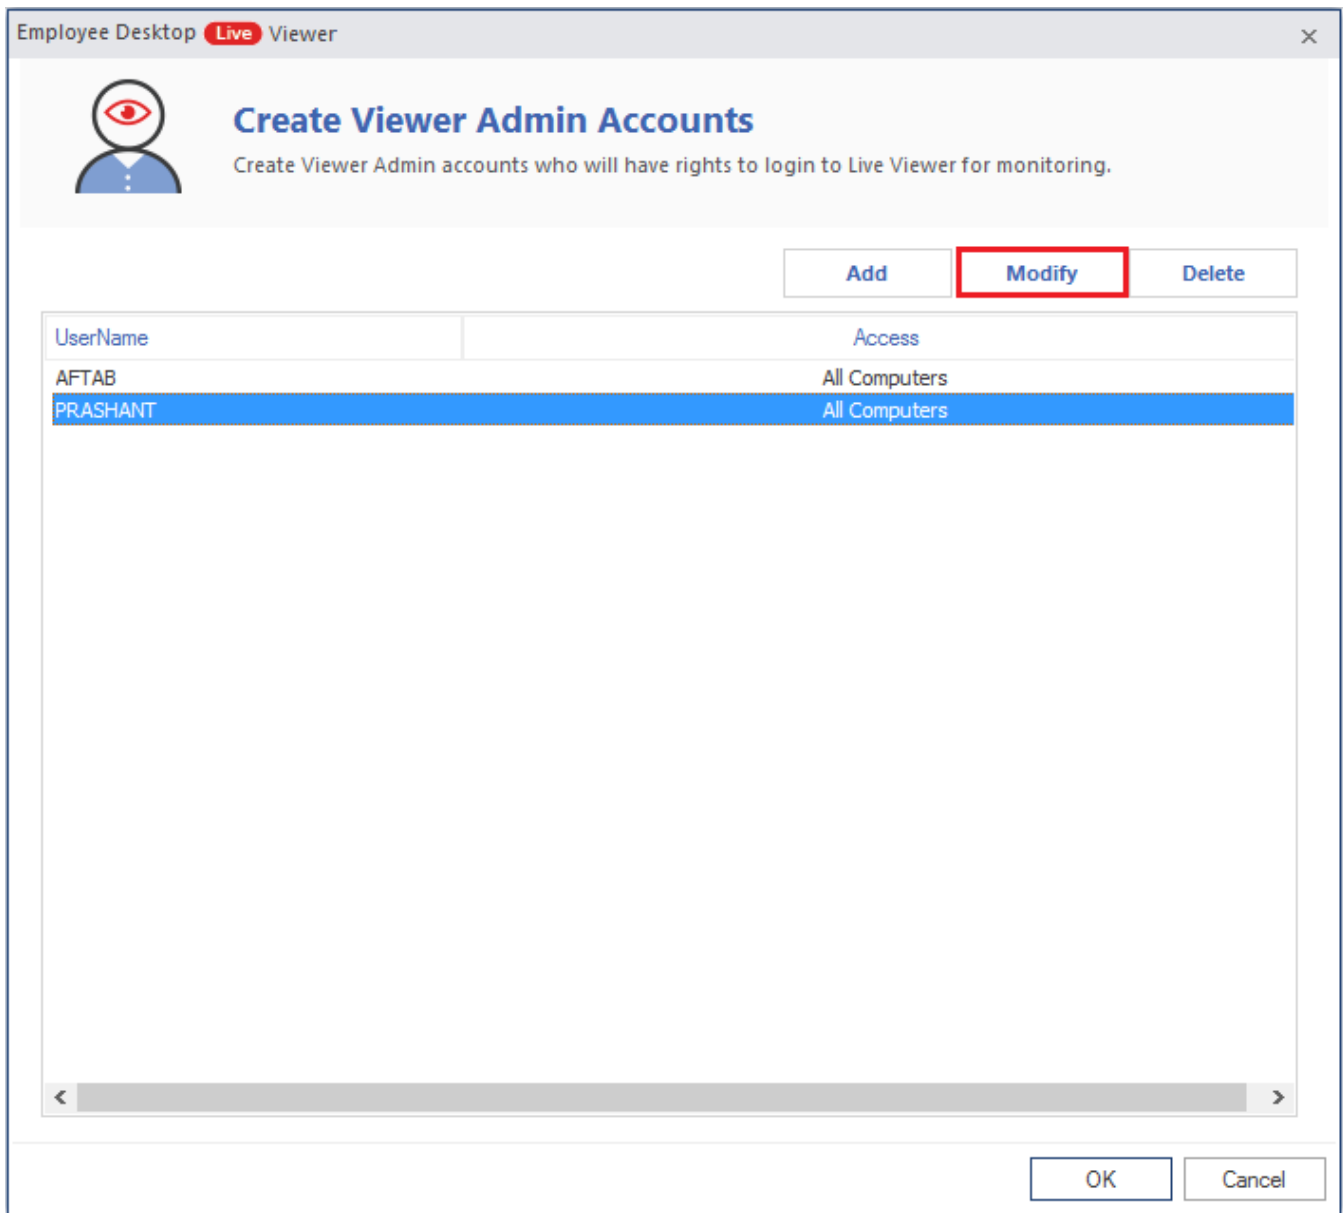 Employee Desktop Live Viewer
Create Viewer Admin Accounts
Create Viewer Admin accounts who will have rights to login to Live Viewer for monitoring.
Add Modify Delete
UserName Access
AFTAB All Computers
PRASHANT All Computers
OK Cancel